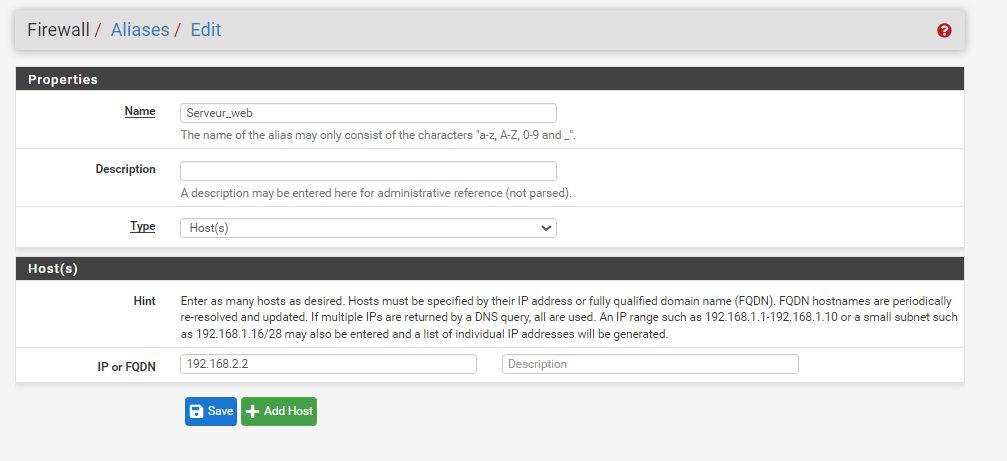 Firewall / Aliases / Edit
Properties
Name
Serveur_web
The name of the alias may only consist of the characters "a-z, A-Z, 0-9 and _".
Description
A description may be entered here for administrative reference (not parsed).
Type
Host(s)
Host(s)
Hint
Enter as many hosts as desired. Hosts must be specified by their IP address or fully qualified domain name (FQDN). FQDN hostnames are periodically
re-resolved and updated. If multiple IPs are returned by a DNS query, all are used. An IP range such as 192.168.1.1-192.168.1.10 or a small subnet such
as 192.168.1.16/28 may also be entered and a list of individual IP addresses will be generated.
IP or FQDN
192.168.2.2
Description
Save
Add Host